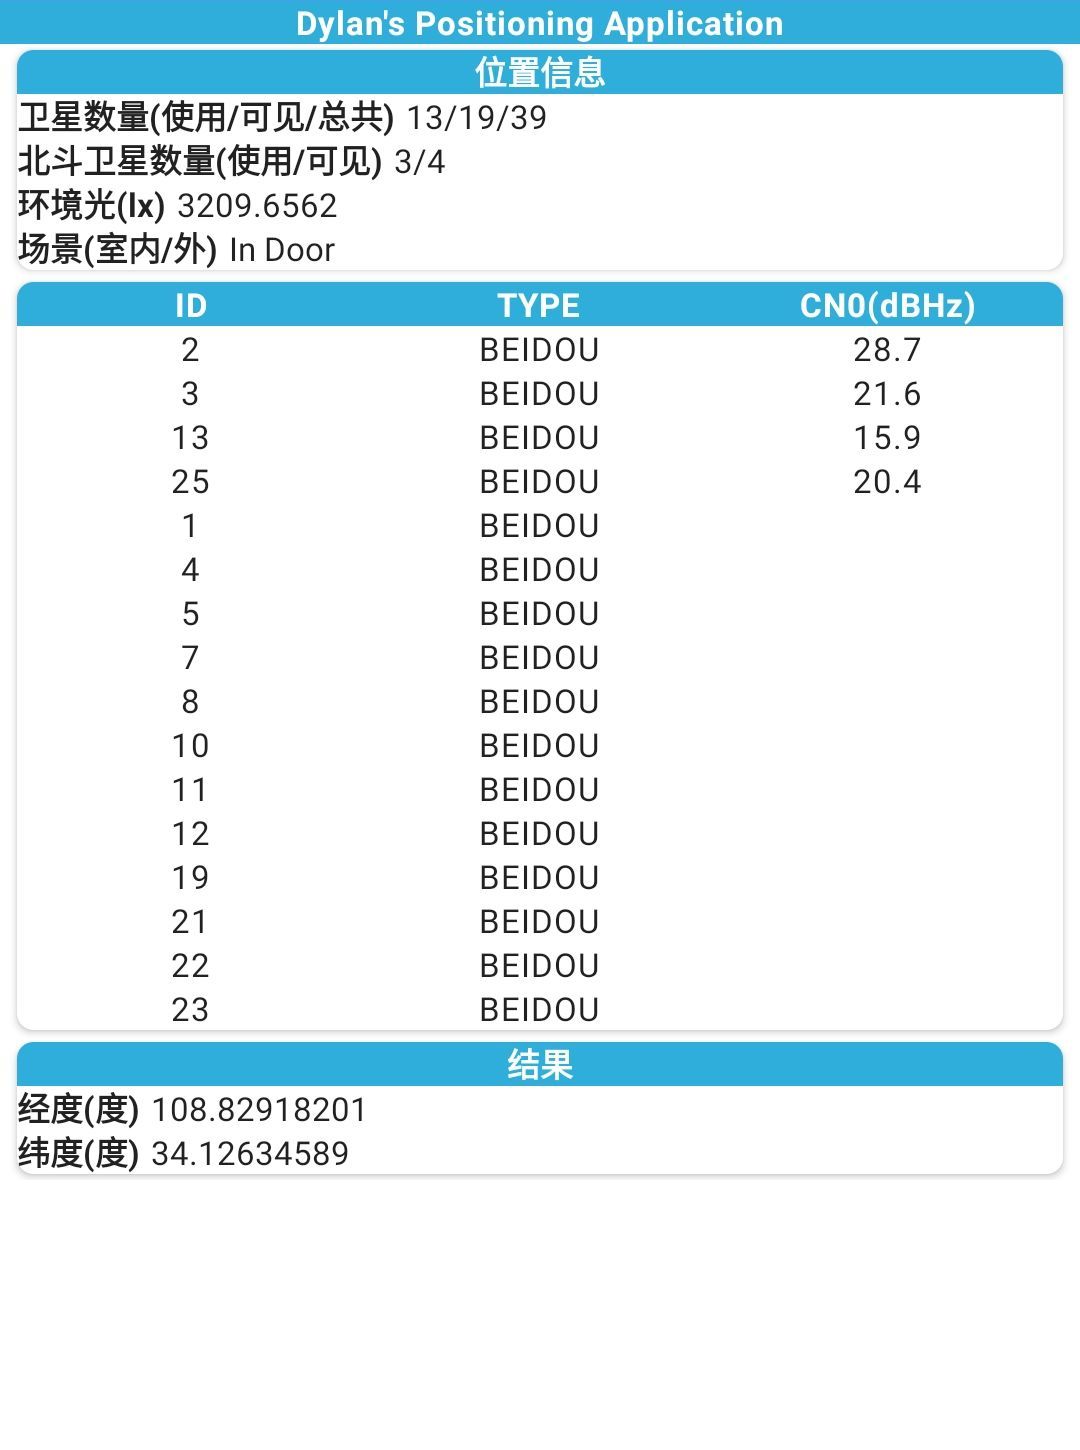 Dylan's Positioning Application
位置信息
卫星数量(使用/可见/总共) 13/19/39
北斗卫星数量(使用/可见) 3/4
环境光(lx) 3209.6562
场景(室内/外) In Door
ID TYPE CN0(dBHz)
2 BEIDOU 28.7
3 BEIDOU 21.6
13 BEIDOU 15.9
25 BEIDOU 20.4
1 BEIDOU
4 BEIDOU
5 BEIDOU
7 BEIDOU
8 BEIDOU
10 BEIDOU
11 BEIDOU
12 BEIDOU
19 BEIDOU
21 BEIDOU
22 BEIDOU
23 BEIDOU
结果
经度(度) 108.82918201
纬度(度) 34.12634589